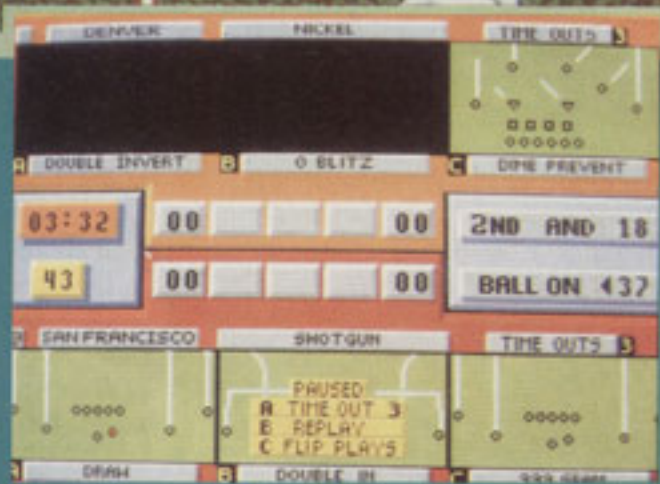 DENVER NICKEL TIME OUTS 3
A DOUBLE INVERT B O BLITZ C DIME PREVENT
03:32 00 00 2ND AND 18
43 00 00 BALL ON ◀37
SAN FRANCISCO SHOTGUN TIME OUTS 3
PAUSED
A TIME OUT 3
B REPLAY
C FLIP PLAYS
DRAW B DOUBLE IN C